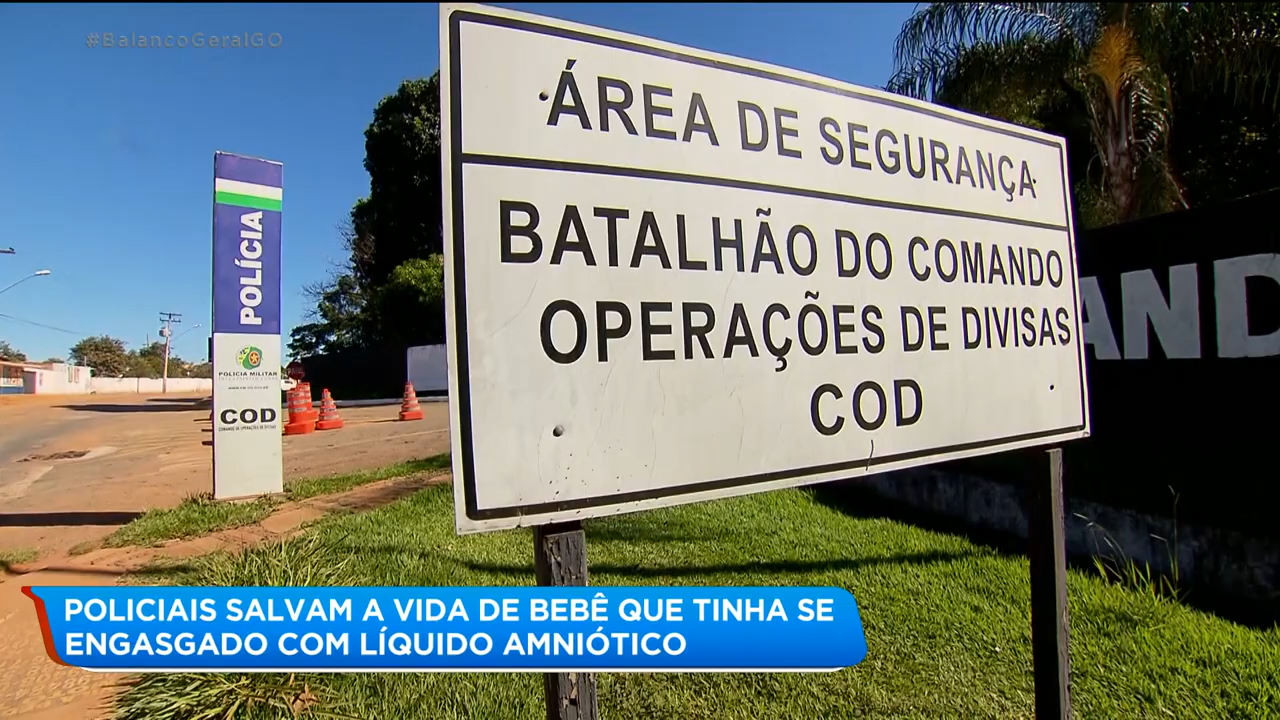 #BalancoGeralGO
ÁREA DE SEGURANÇA
BATALHÃO DO COMANDO
OPERAÇÕES DE DIVISAS
COD
POLÍCIA
POLÍCIA MILITAR
COD
COMANDO DE OPERAÇÕES DE DIVISAS
AND
POLICIAIS SALVAM A VIDA DE BEBÊ QUE TINHA SE
ENGASGADO COM LÍQUIDO AMNIÓTICO